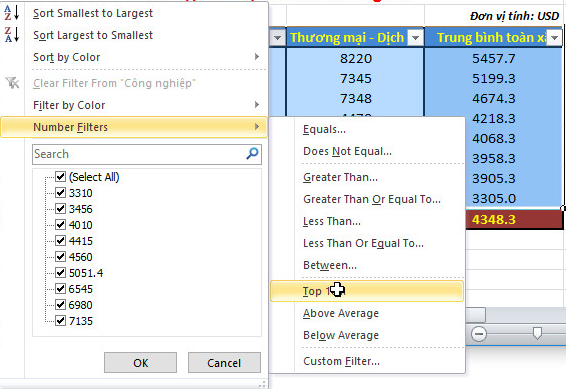 Sort Smallest to Largest
Sort Largest to Smallest
Sort by Color
Clear Filter From "Công nghiệp"
Filter by Color
Number Filters
Search
(Select All)
3310
3456
4010
4415
4560
5051.4
6545
6980
7135
OK
Cancel
Equals...
Does Not Equal...
Greater Than...
Greater Than Or Equal To...
Less Than...
Less Than Or Equal To...
Between...
Top
Above Average
Below Average
Custom Filter...
Đơn vị tính: USD
Thương mại - Dịch
Trung bình toàn
8220
5457.7
7345
5199.3
7348
4674.3
4218.3
4068.3
3958.3
3905.3
3305.0
4348.3